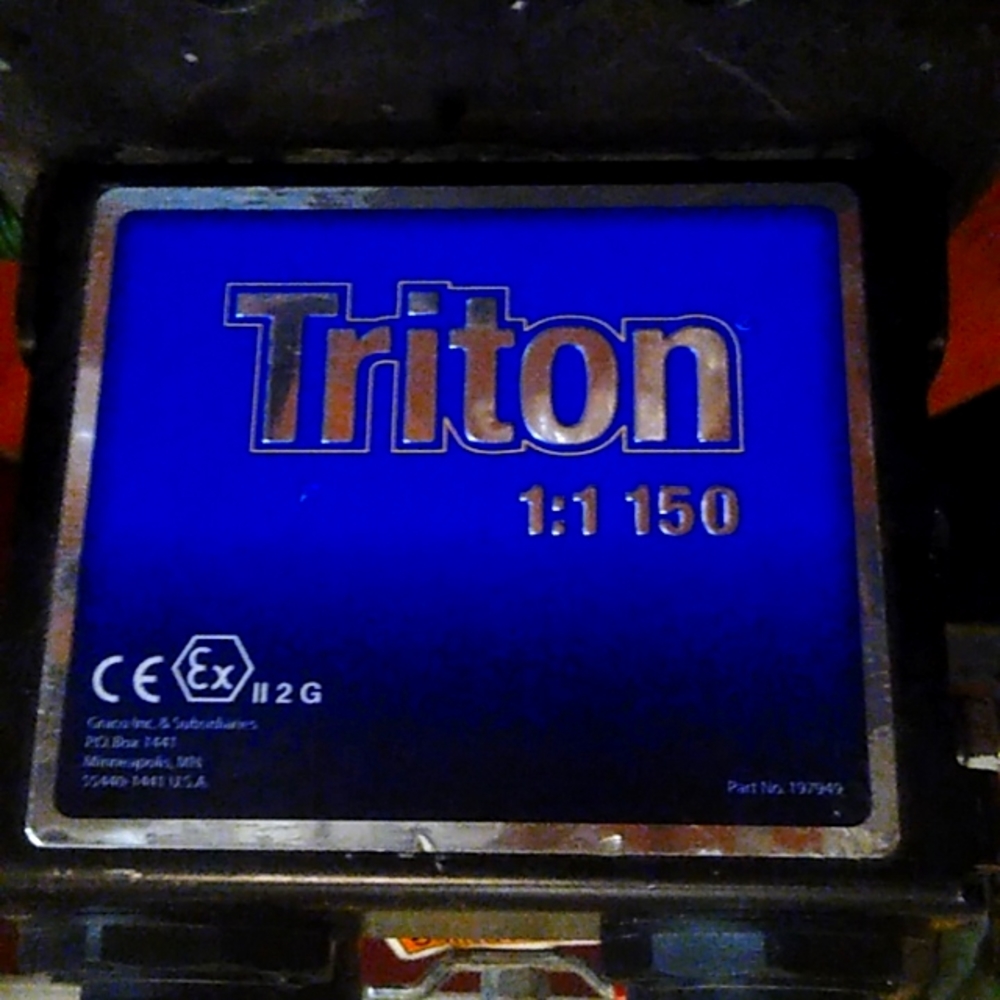 Triton
1:1 150
CE Ex II 2 G
Graco Inc. & Subsidiaries
P.O. Box 1441
Minneapolis, MN
55440-1441 U.S.A.
Part No. 197949